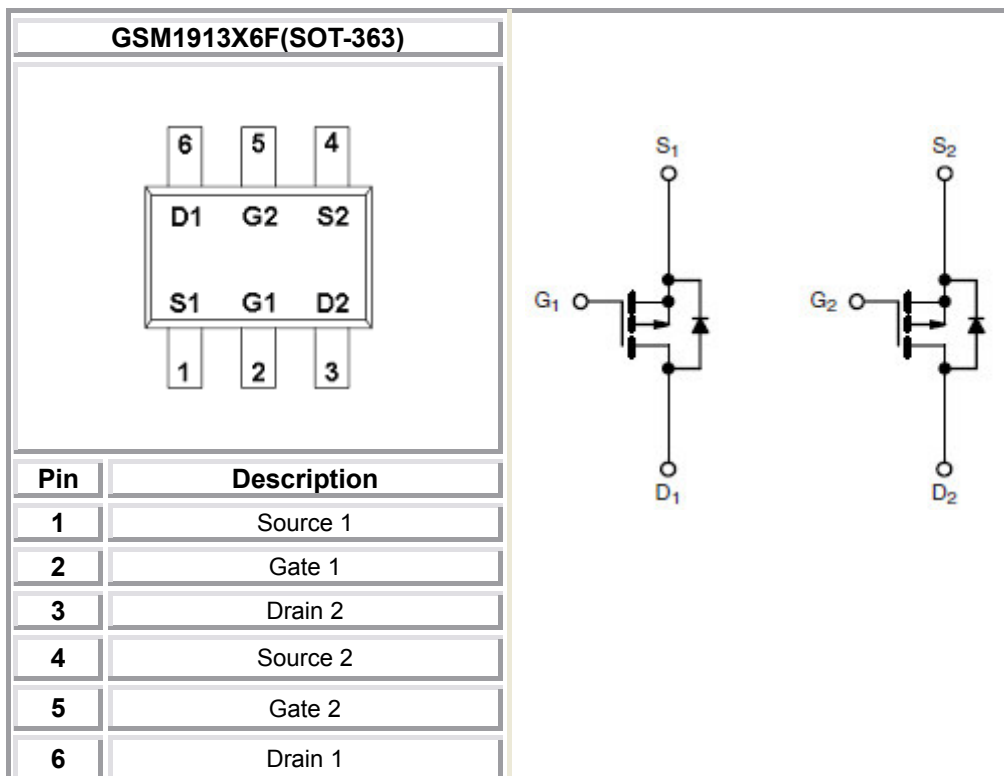 GSM1913X6F(SOT-363)
6 5 4
D1 G2 S2
S1 G1 D2
1 2 3
Pin Description
1 Source 1
2 Gate 1
3 Drain 2
4 Source 2
5 Gate 2
6 Drain 1
S₁ S₂
G₁ G₂
D₁ D₂